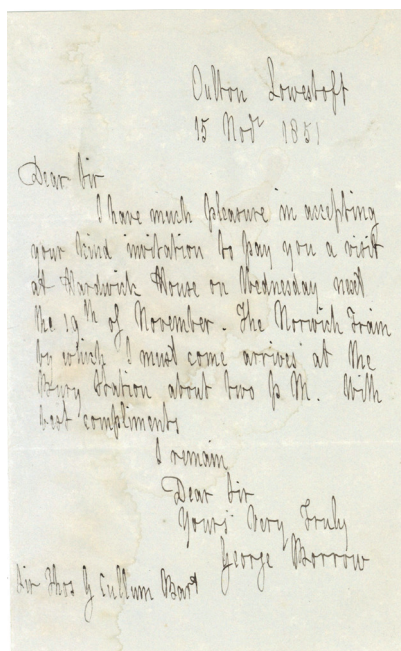 Oulton Lowestoft
15 Novr 1851
Dear Sir
I have much pleasure in accepting
your kind invitation to pay you a visit
at Hardwick House on Wednesday next
the 19th of November. The Norwich Train
by which I must come arrives at the
Bury Station about two p M. With
best compliments
I remain
Dear Sir
Yours Very Truly
George Borrow
Sir Thos G Cullum Bart